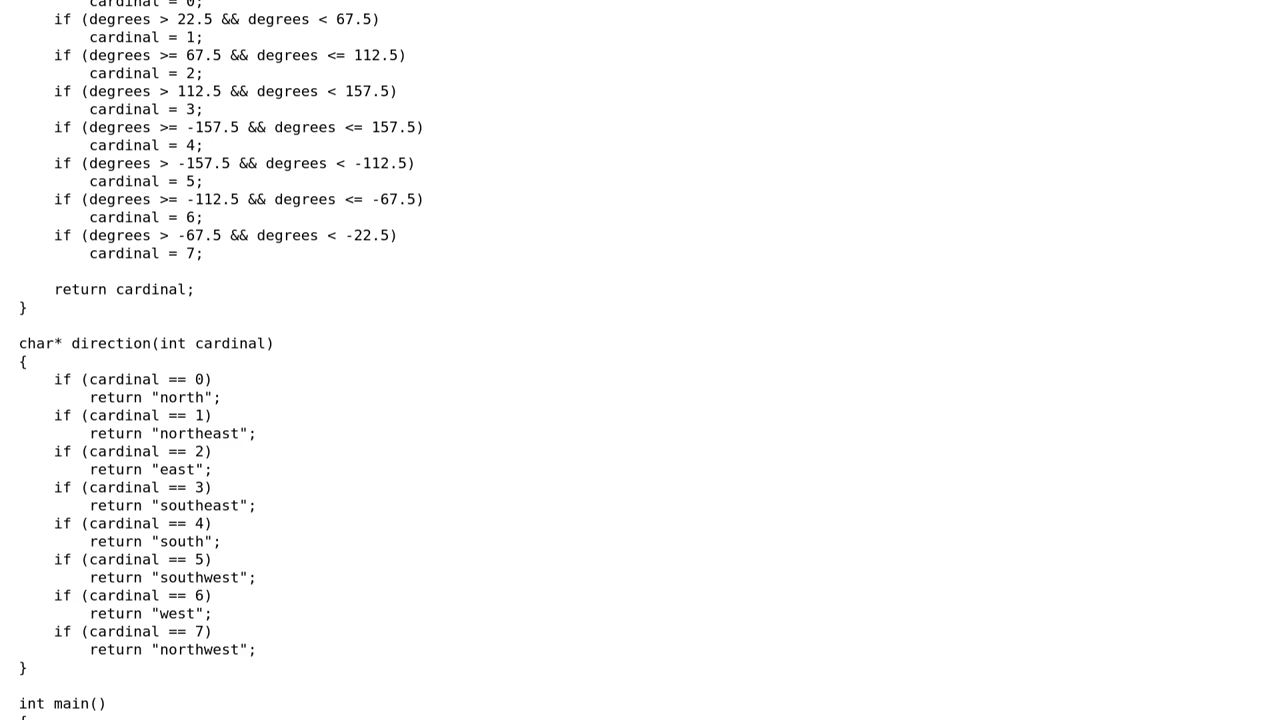 cardinal = 0;
if (degrees > 22.5 && degrees < 67.5)
cardinal = 1;
if (degrees >= 67.5 && degrees <= 112.5)
cardinal = 2;
if (degrees > 112.5 && degrees < 157.5)
cardinal = 3;
if (degrees >= -157.5 && degrees <= 157.5)
cardinal = 4;
if (degrees > -157.5 && degrees < -112.5)
cardinal = 5;
if (degrees >= -112.5 && degrees <= -67.5)
cardinal = 6;
if (degrees > -67.5 && degrees < -22.5)
cardinal = 7;
return cardinal;
}
char* direction(int cardinal)
{
if (cardinal == 0)
return "north";
if (cardinal == 1)
return "northeast";
if (cardinal == 2)
return "east";
if (cardinal == 3)
return "southeast";
if (cardinal == 4)
return "south";
if (cardinal == 5)
return "southwest";
if (cardinal == 6)
return "west";
if (cardinal == 7)
return "northwest";
}
int main()
{